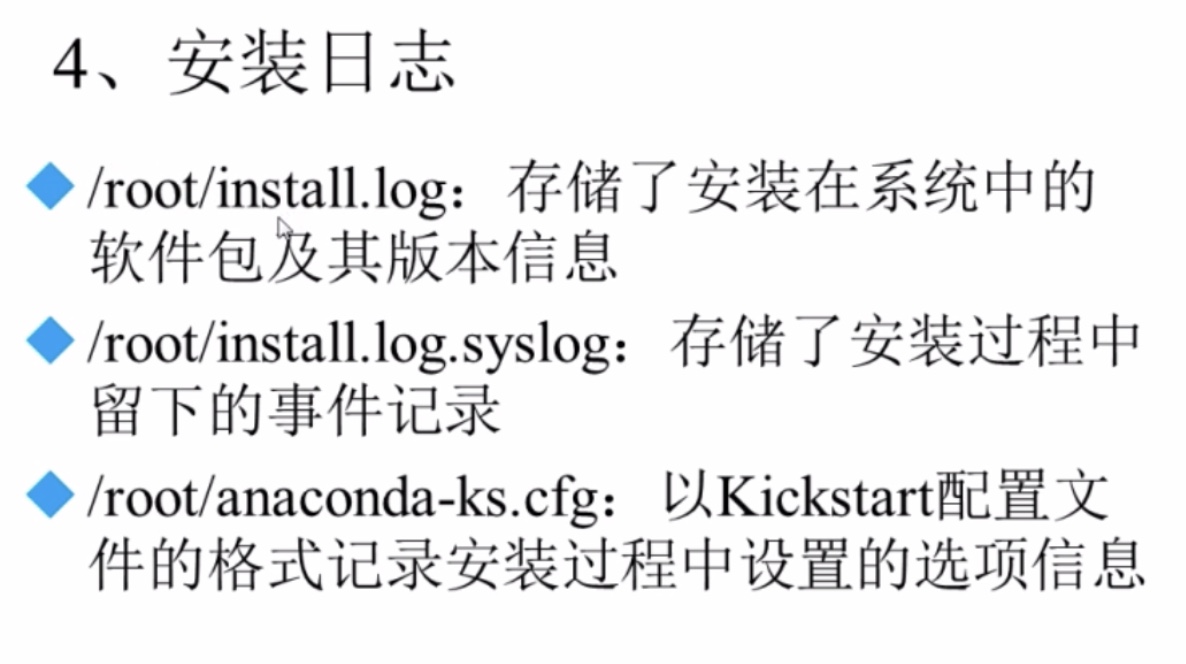 4、安装日志
/root/install.log：存储了安装在系统中的
软件包及其版本信息
/root/install.log.syslog：存储了安装过程中
留下的事件记录
/root/anaconda-ks.cfg：以Kickstart配置文
件的格式记录安装过程中设置的选项信息